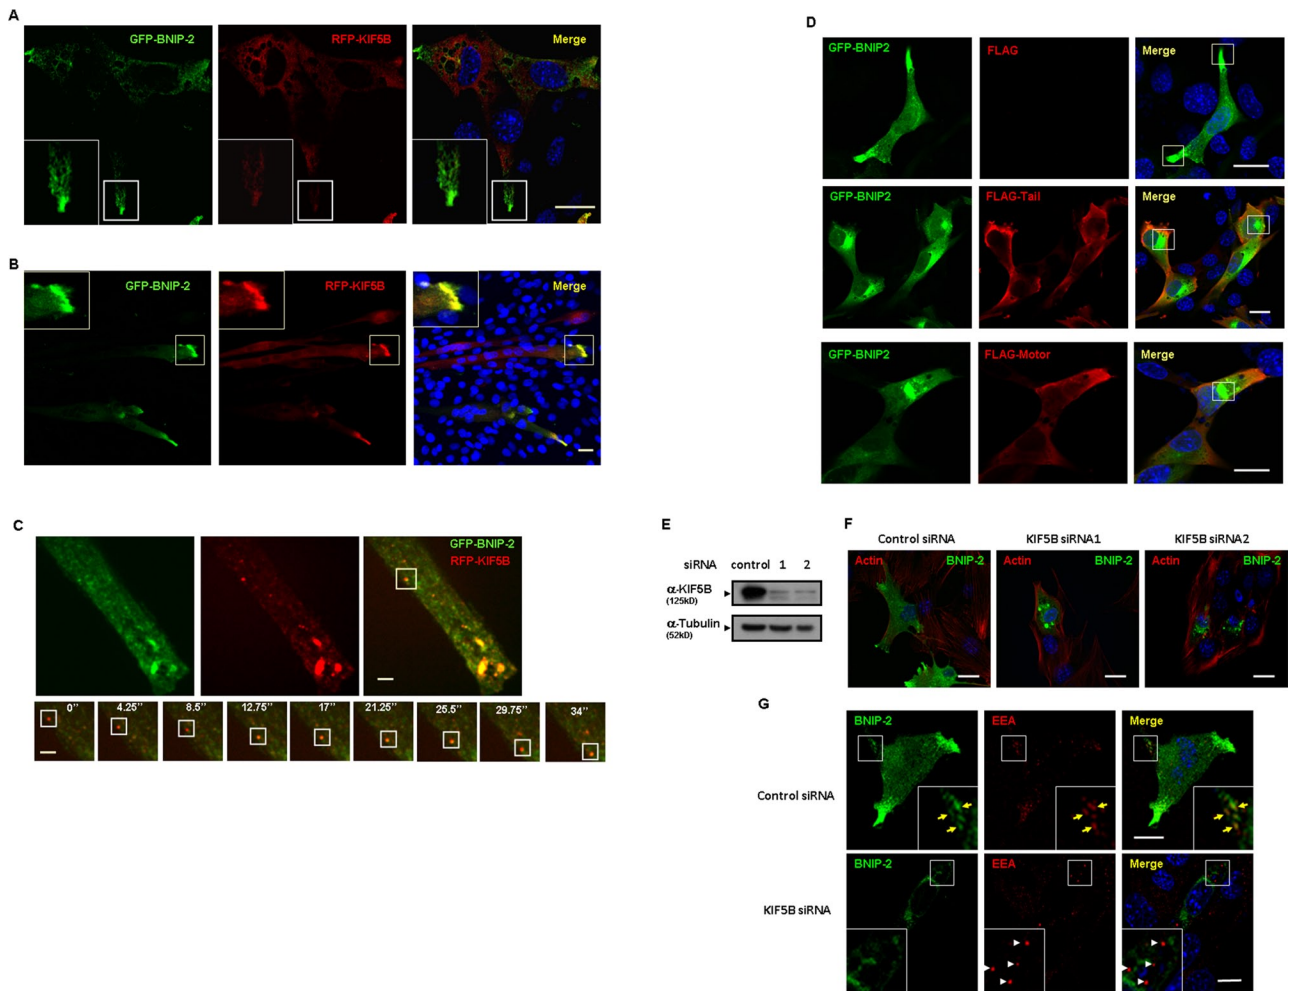 A
GFP-BNIP-2 RFP-KIF5B Merge
B
GFP-BNIP-2 RFP-KIF5B Merge
C
GFP-BNIP-2
RFP-KIF5B
0’’ 4.25’’ 8.5’’ 12.75’’ 17’’ 21.25’’ 25.5’’ 29.75’’ 34’’
D
GFP-BNIP2 FLAG Merge
GFP-BNIP2 FLAG-Tail Merge
GFP-BNIP2 FLAG-Motor Merge
E
siRNA control 1 2
α-KIF5B
(125kD)
α-Tubulin
(52kD)
F
Control siRNA KIF5B siRNA1 KIF5B siRNA2
Actin BNIP-2 Actin BNIP-2 Actin BNIP-2
G
BNIP-2 EEA Merge
Control siRNA
BNIP-2 EEA Merge
KIF5B siRNA